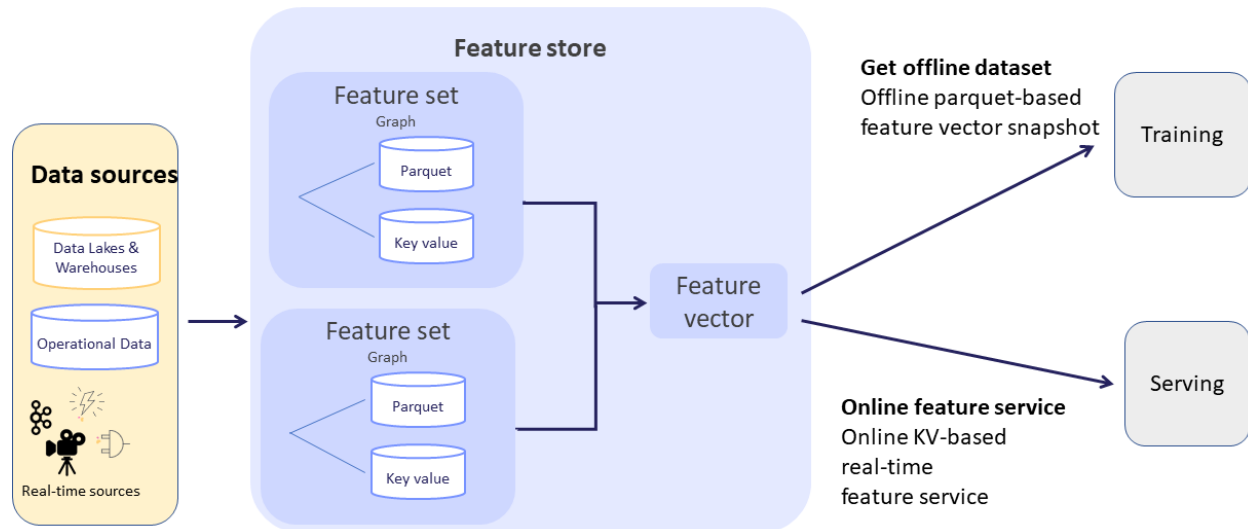 Feature store
Data sources
Data Lakes &
Warehouses
Operational Data
Real-time sources
Feature set
Graph
Parquet
Key value
Feature set
Graph
Parquet
Key value
Feature
vector
Get offline dataset
Offline parquet-based
feature vector snapshot
Training
Online feature service
Online KV-based
real-time
feature service
Serving